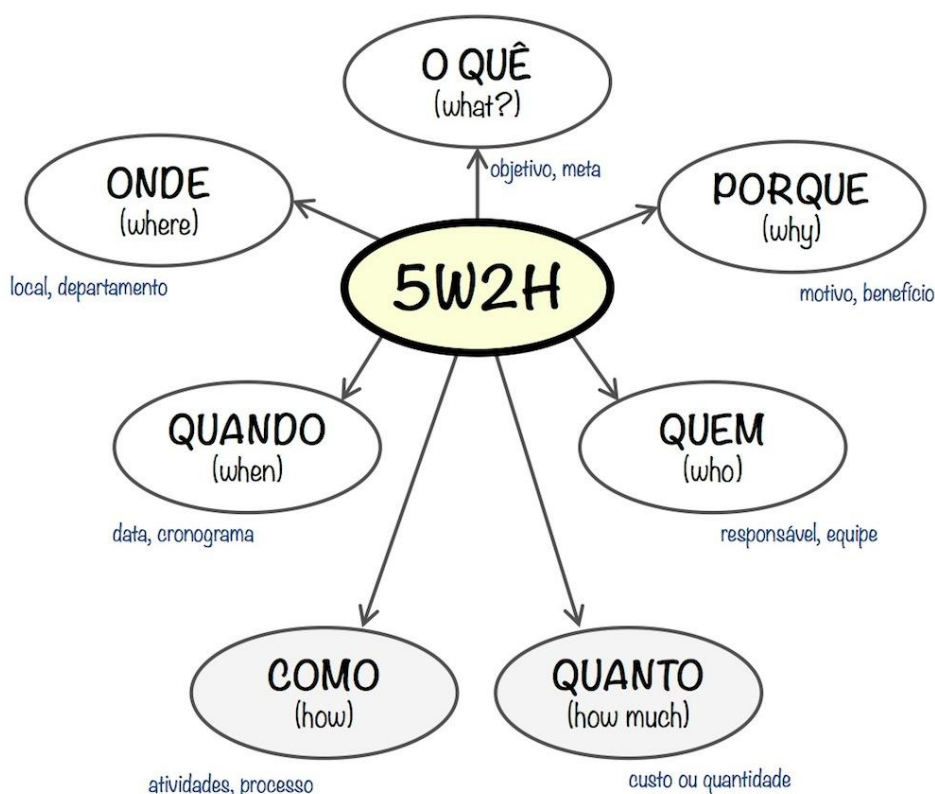 O QUÊ
(what?)
objetivo, meta
ONDE
(where)
local, departamento
PORQUE
(why)
motivo, benefício
5W2H
QUANDO
(when)
data, cronograma
QUEM
(who)
responsável, equipe
COMO
(how)
atividades, processo
QUANTO
(how much)
custo ou quantidade